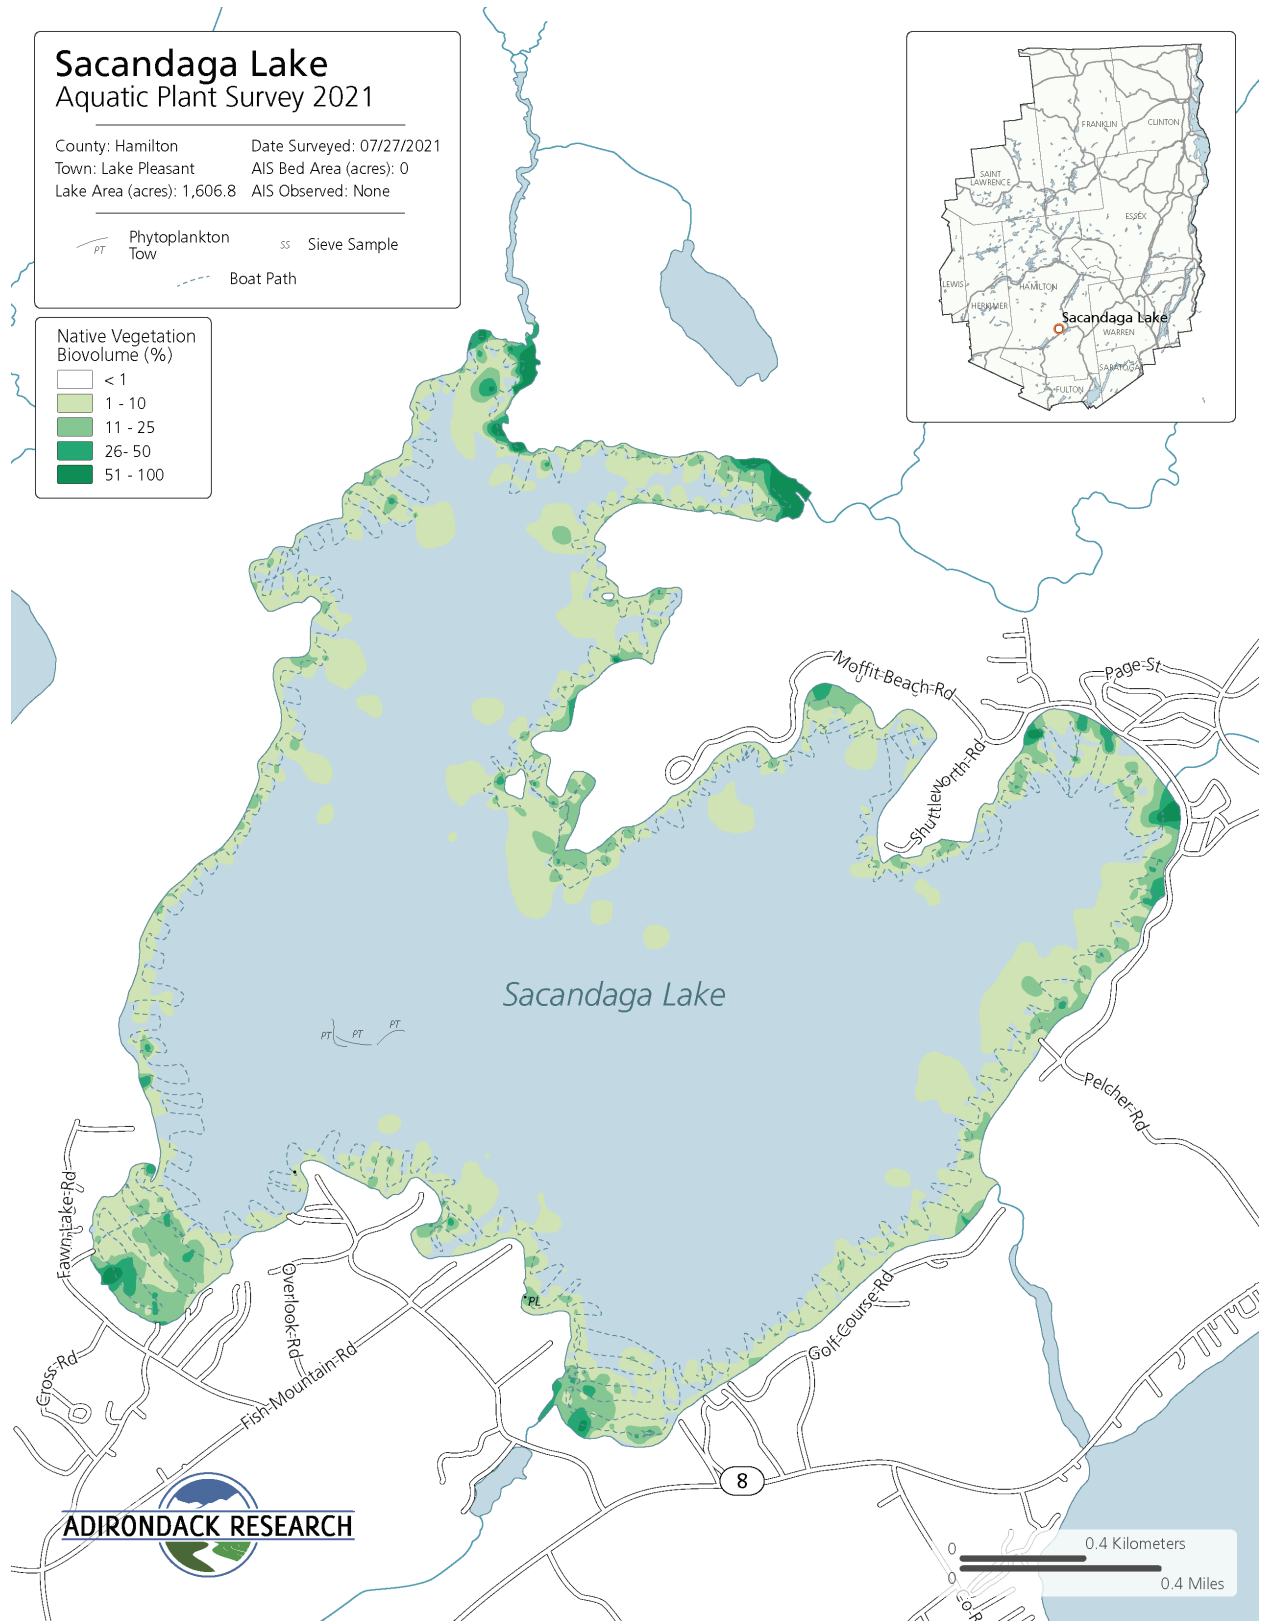 Sacandaga Lake
Aquatic Plant Survey 2021
County: Hamilton
Date Surveyed: 07/27/2021
Town: Lake Pleasant
AIS Bed Area (acres): 0
Lake Area (acres): 1,606.8
AIS Observed: None
PT
Phytoplankton
Tow
SS
Sieve Sample
Boat Path
Native Vegetation
Biovolume (%)
< 1
1 - 10
11 - 25
26- 50
51 - 100
FRANKLIN
CLINTON
SAINT
LAWRENCE
ESSEX
LEWIS
HAMILTON
HERKIMER
Sacandaga Lake
WARREN
SARATOGA
FULTON
Moffit-Beach-Rd
Page-St
Shuttleworth-Rd
Sacandaga Lake
PT
PT
PT
Pelcher-Rd
Fawn-Lake-Rd
Overlook-Rd
PL
Golf-Course-Rd
Cross-Rd
Fish-Mountain-Rd
8
ADIRONDACK RESEARCH
0
0.4 Kilometers
0
0.4 Miles